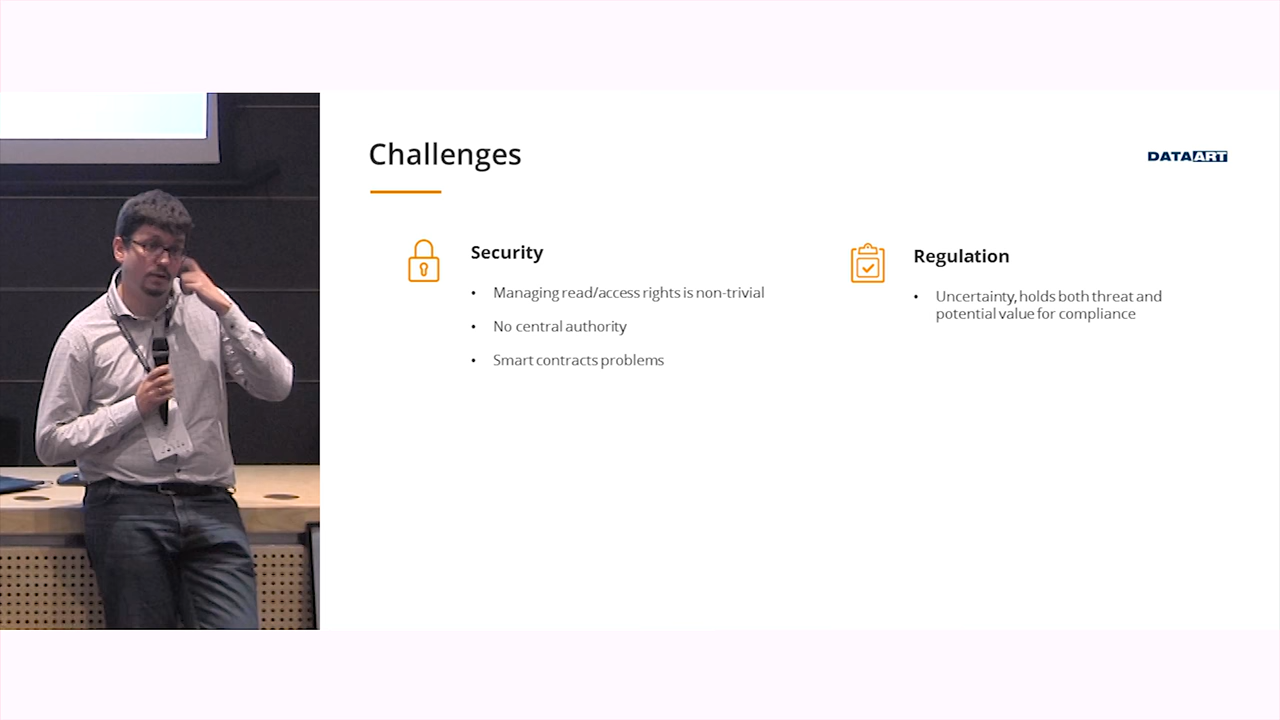 Challenges
DATAART
Security
• Managing read/access rights is non-trivial
• No central authority
• Smart contracts problems
Regulation
• Uncertainty, holds both threat and
potential value for compliance